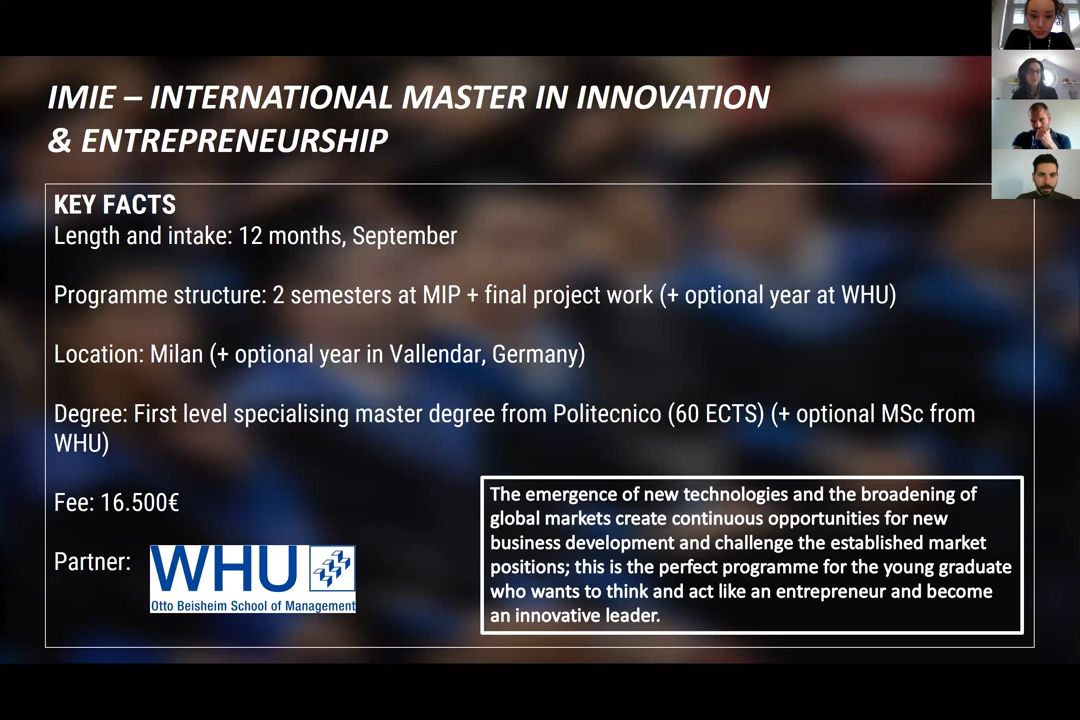 IMIE – INTERNATIONAL MASTER IN INNOVATION
& ENTREPRENEURSHIP
KEY FACTS
Length and intake: 12 months, September
Programme structure: 2 semesters at MIP + final project work (+ optional year at WHU)
Location: Milan (+ optional year in Vallendar, Germany)
Degree: First level specialising master degree from Politecnico (60 ECTS) (+ optional MSc from
WHU)
Fee: 16.500€
Partner:
WHU
Otto Beisheim School of Management
The emergence of new technologies and the broadening of
global markets create continuous opportunities for new
business development and challenge the established market
positions; this is the perfect programme for the young graduate
who wants to think and act like an entrepreneur and become
an innovative leader.